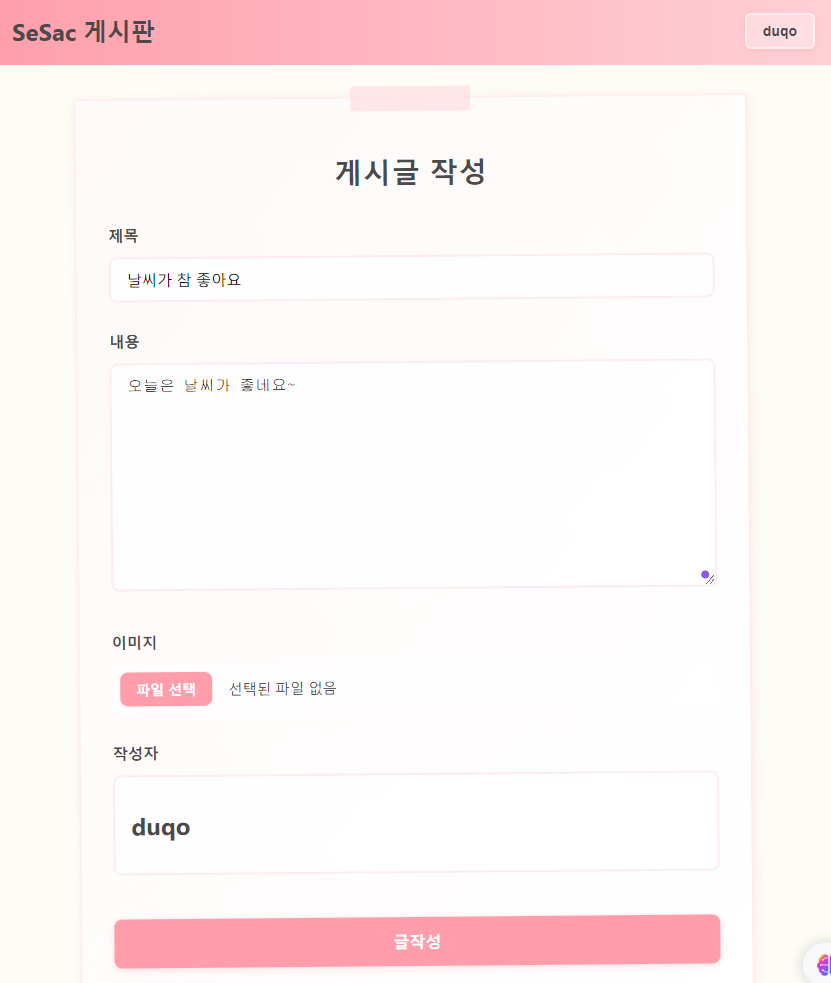 SeSac 게시판
duqo
게시글 작성
제목
날씨가 참 좋아요
내용
오늘은 날씨가 좋네요~
이미지
파일 선택 선택된 파일 없음
작성자
duqo
글작성